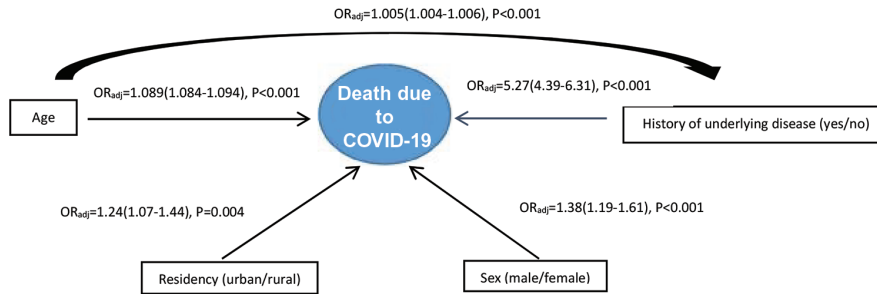 ORadj=1.005(1.004-1.006), P<0.001
ORadj=1.089(1.084-1.094), P<0.001
ORadj=5.27(4.39-6.31), P<0.001
Age
Death due
to
COVID-19
History of underlying disease (yes/no)
ORadj=1.24(1.07-1.44), P=0.004
ORadj=1.38(1.19-1.61), P<0.001
Residency (urban/rural)
Sex (male/female)